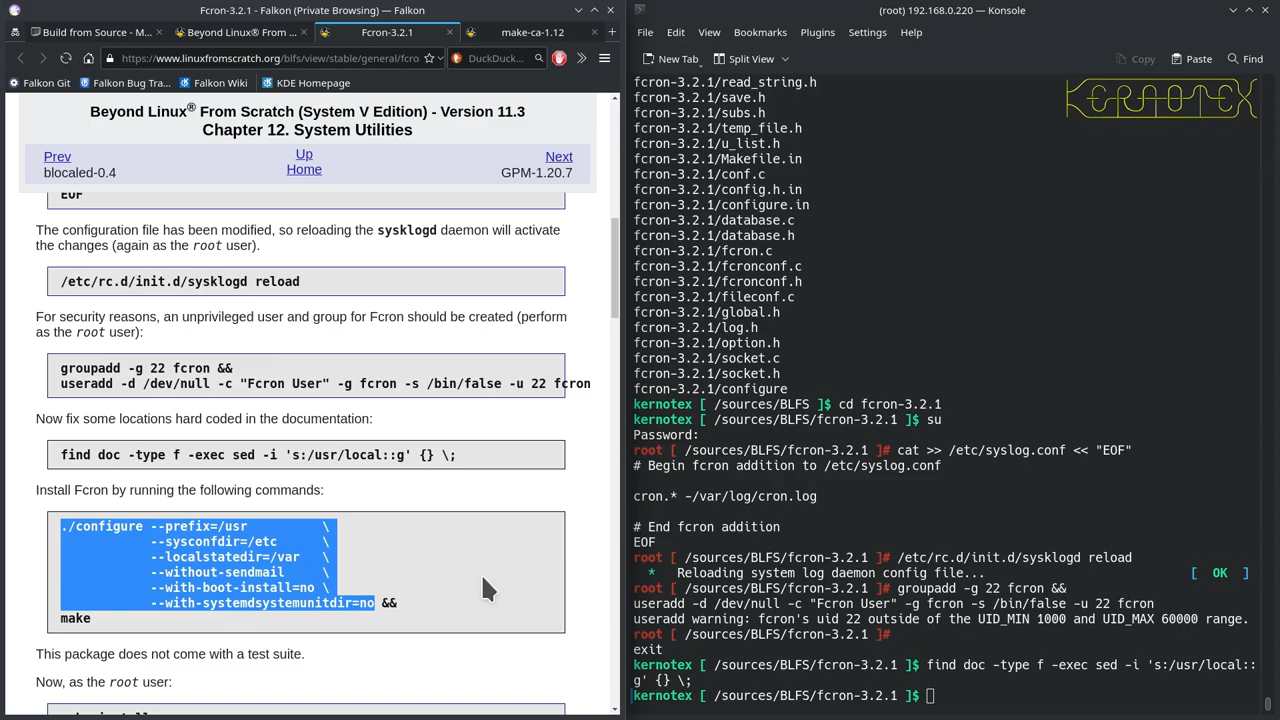 Fcron-3.2.1 - Falkon (Private Browsing) — Falkon
Build from Source - M...
Beyond Linux® From ...
Fcron-3.2.1
make-ca-1.12
https://www.linuxfromscratch.org/blfs/view/stable/general/fcro
DuckDuc...
Falkon Git
Falkon Bug Tra...
Falkon Wiki
KDE Homepage
Beyond Linux® From Scratch (System V Edition) - Version 11.3
Chapter 12. System Utilities
Prev
Up
Next
blocaled-0.4
Home
GPM-1.20.7
EOF
The configuration file has been modified, so reloading the sysklogd daemon will activate
the changes (again as the root user).
/etc/rc.d/init.d/sysklogd reload
For security reasons, an unprivileged user and group for Fcron should be created (perform
as the root user):
groupadd -g 22 fcron &&
useradd -d /dev/null -c "Fcron User" -g fcron -s /bin/false -u 22 fcron
Now fix some locations hard coded in the documentation:
find doc -type f -exec sed -i 's:/usr/local::g' {} \;
Install Fcron by running the following commands:
./configure --prefix=/usr \
--sysconfdir=/etc \
--localstatedir=/var \
--without-sendmail \
--with-boot-install=no \
--with-systemdsystemunitdir=no &&
make
This package does not come with a test suite.
Now, as the root user:
(root) 192.168.0.220 — Konsole
File Edit View Bookmarks Plugins Settings Help
New Tab Split View Copy Paste Find
KERNOTEX
fcron-3.2.1/read_string.h
fcron-3.2.1/save.h
fcron-3.2.1/subs.h
fcron-3.2.1/temp_file.h
fcron-3.2.1/u_list.h
fcron-3.2.1/Makefile.in
fcron-3.2.1/conf.c
fcron-3.2.1/config.h.in
fcron-3.2.1/configure.in
fcron-3.2.1/database.c
fcron-3.2.1/database.h
fcron-3.2.1/fcron.c
fcron-3.2.1/fcronconf.c
fcron-3.2.1/fcronconf.h
fcron-3.2.1/fileconf.c
fcron-3.2.1/global.h
fcron-3.2.1/log.h
fcron-3.2.1/option.h
fcron-3.2.1/socket.c
fcron-3.2.1/socket.h
fcron-3.2.1/configure
kernotex [ /sources/BLFS ]$ cd fcron-3.2.1
kernotex [ /sources/BLFS/fcron-3.2.1 ]$ su
Password:
root [ /sources/BLFS/fcron-3.2.1 ]# cat >> /etc/syslog.conf << "EOF"
# Begin fcron addition to /etc/syslog.conf
cron.* -/var/log/cron.log
# End fcron addition
EOF
root [ /sources/BLFS/fcron-3.2.1 ]# /etc/rc.d/init.d/sysklogd reload
* Reloading system log daemon config file... [ OK ]
root [ /sources/BLFS/fcron-3.2.1 ]# groupadd -g 22 fcron &&
useradd -d /dev/null -c "Fcron User" -g fcron -s /bin/false -u 22 fcron
useradd warning: fcron's uid 22 outside of the UID_MIN 1000 and UID_MAX 60000 range.
root [ /sources/BLFS/fcron-3.2.1 ]#
exit
kernotex [ /sources/BLFS/fcron-3.2.1 ]$ find doc -type f -exec sed -i 's:/usr/local::
g' {} \;
kernotex [ /sources/BLFS/fcron-3.2.1 ]$